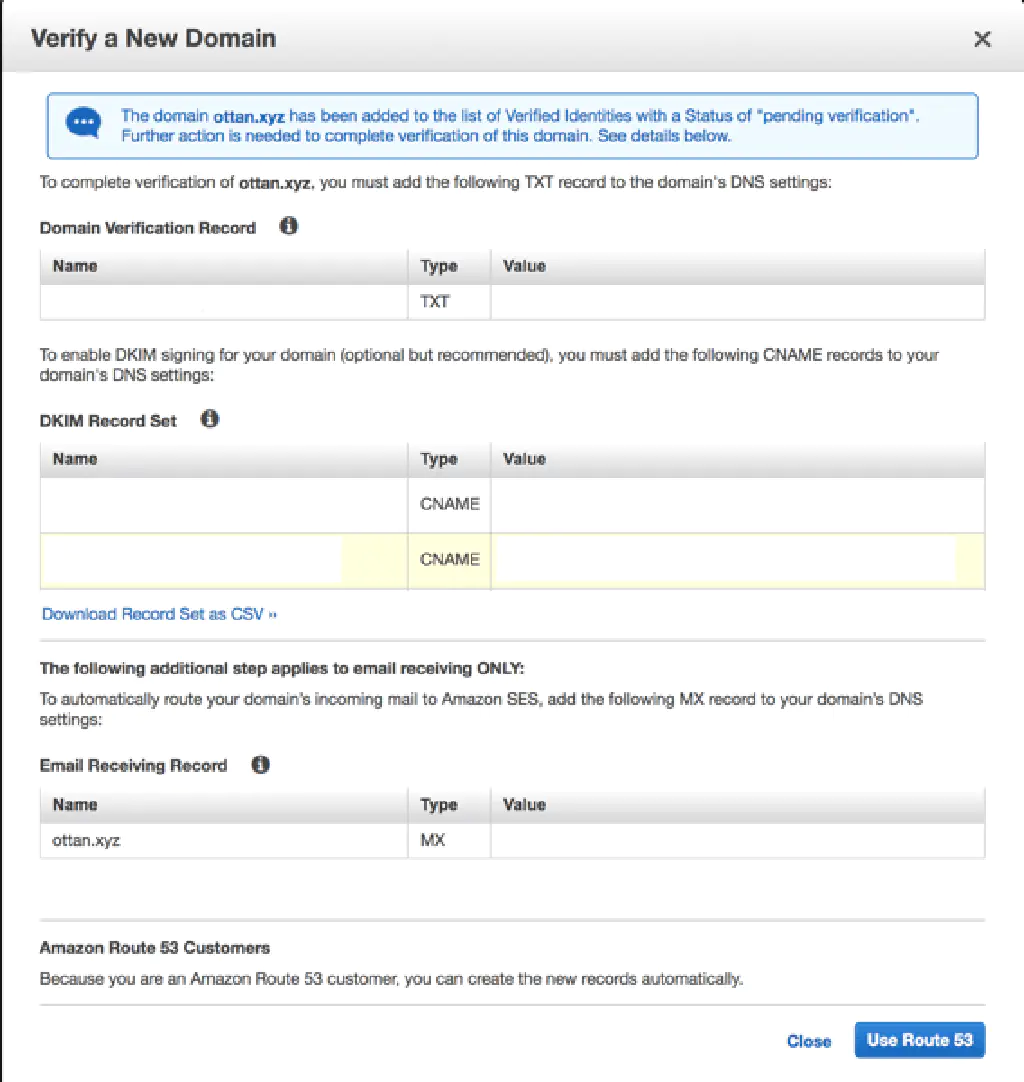 Verify a New Domain
The domain ottan.xyz has been added to the list of Verified Identities with a Status of "pending verification".
Further action is needed to complete verification of this domain. See details below.
To complete verification of ottan.xyz, you must add the following TXT record to the domain's DNS settings:
Domain Verification Record
Name Type Value
TXT
To enable DKIM signing for your domain (optional but recommended), you must add the following CNAME records to your
domain's DNS settings:
DKIM Record Set
Name Type Value
CNAME
CNAME
Download Record Set as CSV »
The following additional step applies to email receiving ONLY:
To automatically route your domain's incoming mail to Amazon SES, add the following MX record to your domain's DNS
settings:
Email Receiving Record
Name Type Value
ottan.xyz MX
Amazon Route 53 Customers
Because you are an Amazon Route 53 customer, you can create the new records automatically.
Close Use Route 53